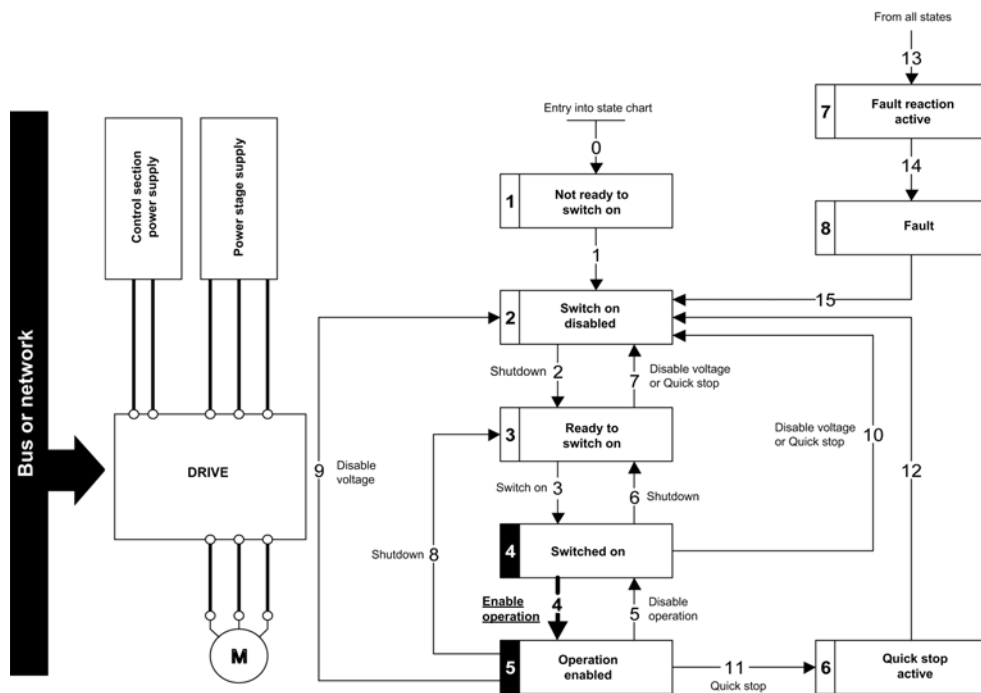 From all states
13
7
Fault reaction
active
14
8
Fault
15
Entry into state chart
0
1
Not ready to
switch on
1
2
Switch on
disabled
Shutdown 2
7 Disable voltage
or Quick stop
3
Ready to
switch on
Switch on 3
6 Shutdown
4
Switched on
Enable
operation
4
5 Disable
operation
5
Operation
enabled
11
Quick stop
6
Quick stop
active
Disable voltage
or Quick stop
10
12
9 Disable
voltage
Shutdown 8
Bus or network
Control section
power supply
Power stage supply
DRIVE
M